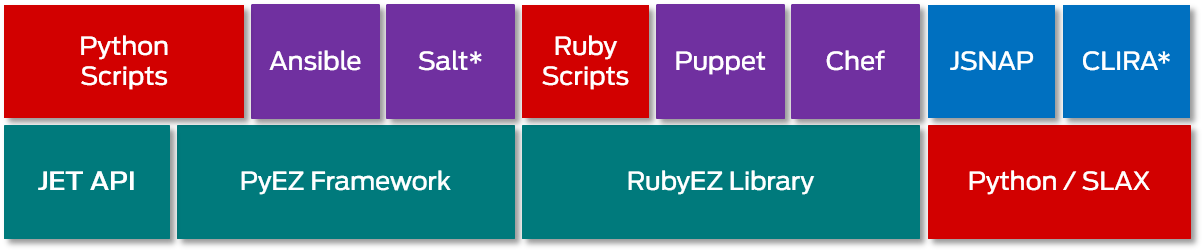 Python
Scripts
Ansible
Salt*
Ruby
Scripts
Puppet
Chef
JSNAP
CLIRA*
JET API
PyEZ Framework
RubyEZ Library
Python / SLAX